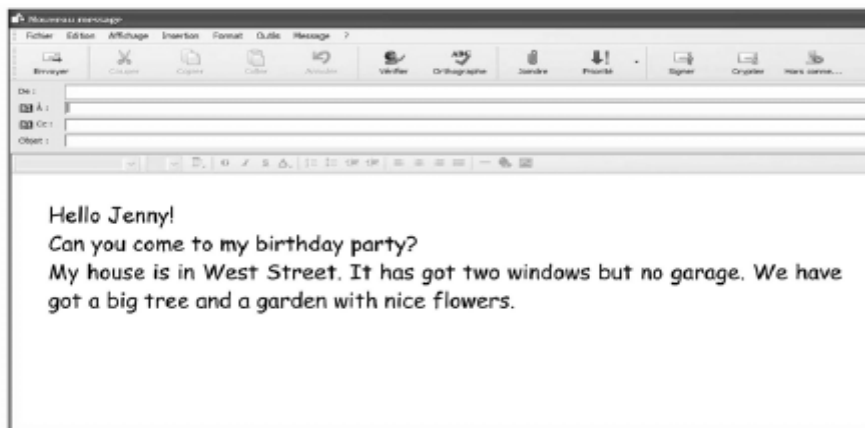 Nouveau message
Fichier Edition Affichage Insertion Format Outils Message ?
Envoyer Couper Copier Coller Annuler Vérifier Orthographe Joindre Priorité Signer Crypter Hors conne...
De :
À :
Cc :
Objet :
Hello Jenny!
Can you come to my birthday party?
My house is in West Street. It has got two windows but no garage. We have
got a big tree and a garden with nice flowers.